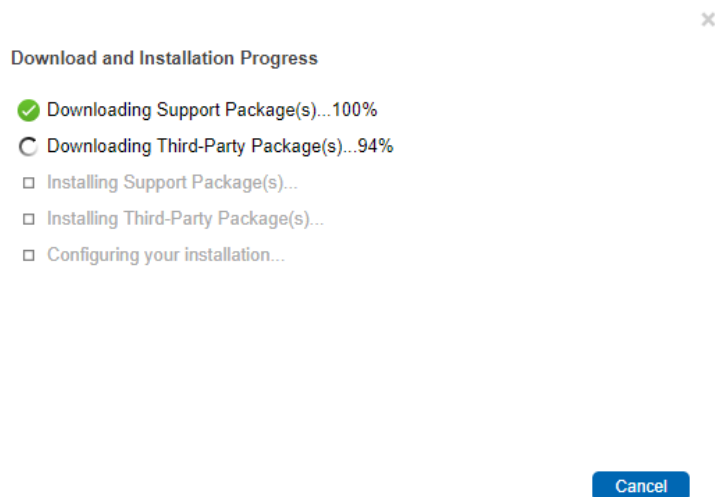 Download and Installation Progress
Downloading Support Package(s)...100%
Downloading Third-Party Package(s)...94%
Installing Support Package(s)...
Installing Third-Party Package(s)...
Configuring your installation...
Cancel